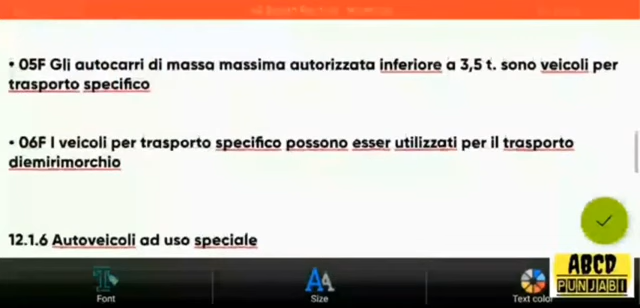 • 05F Gli autocarri di massa massima autorizzata inferiore a 3,5 t. sono veicoli per
trasporto specifico
• 06F I veicoli per trasporto specifico possono esser utilizzati per il trasporto
diemirimorchio
12.1.6 Autoveicoli ad uso speciale
Font
Size
Text color
ABCD
PUNJABI